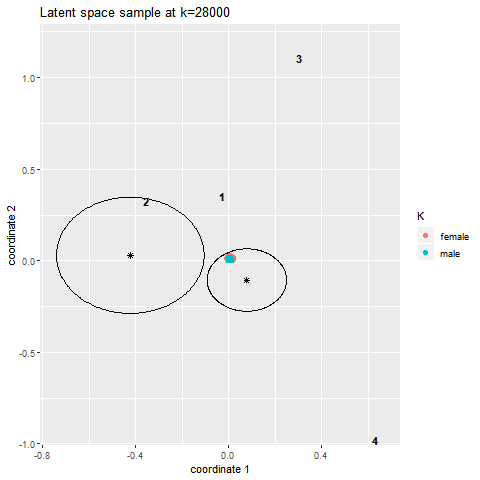 Latent space sample at k=28000
3
1.0
0.5
2
1
K
female
male
coordinate 2
0.0
*
*
-0.5
4
-1.0
-0.8
-0.4
0.0
0.4
coordinate 1